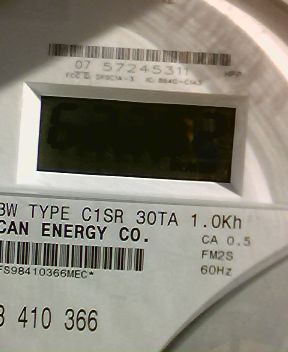 07 57245311
3W TYPE C1SR 30TA 1.0Kh
CAN ENERGY CO.
CA 0.5
FM2S
60Hz
FS98410366MEC*
8 410 366